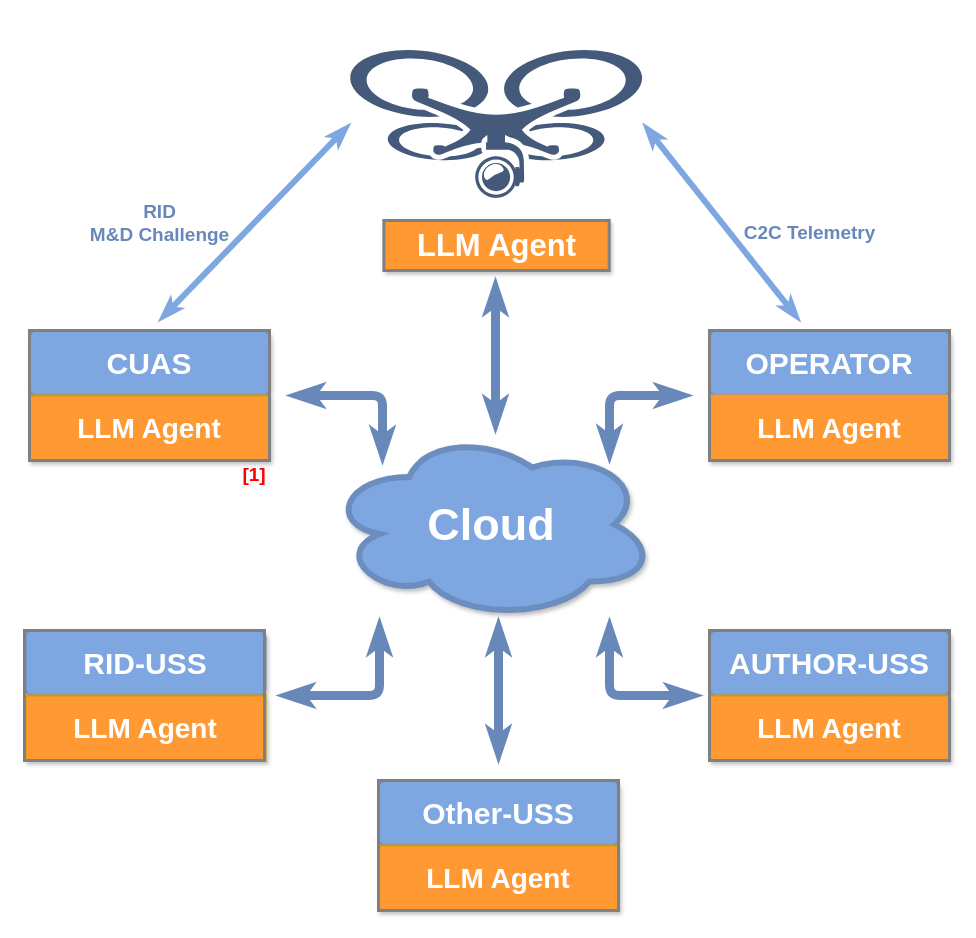 LLM Agent
RID
M&D Challenge
C2C Telemetry
CUAS
LLM Agent
[1]
OPERATOR
LLM Agent
Cloud
RID-USS
LLM Agent
AUTHOR-USS
LLM Agent
Other-USS
LLM Agent